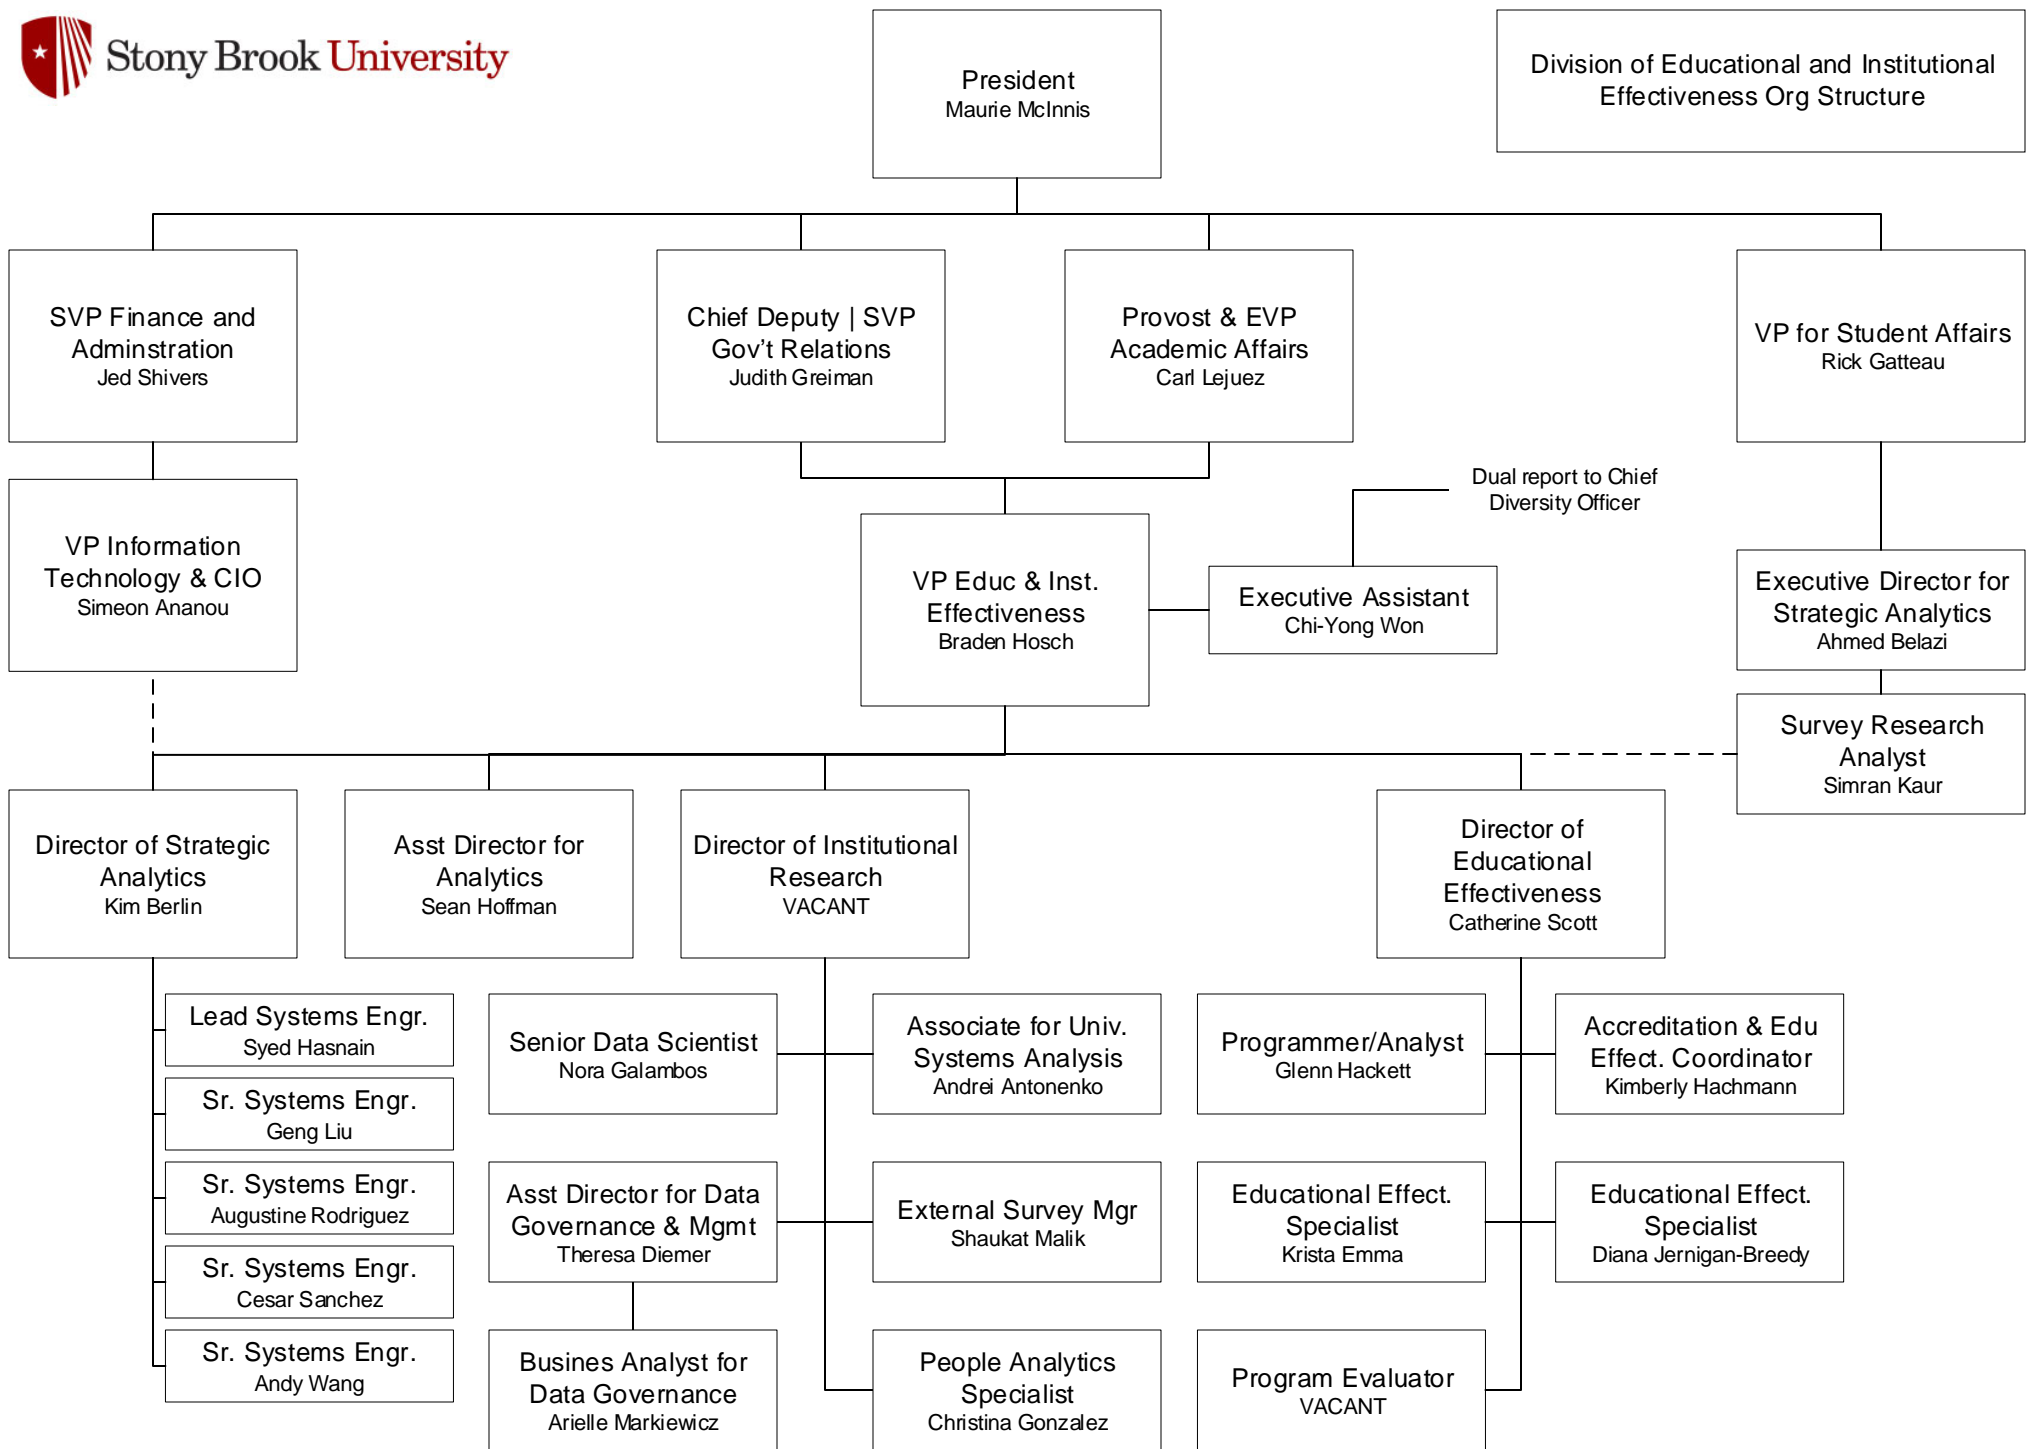 Stony Brook University
President
Maurie McInnis
Division of Educational and Institutional
Effectiveness Org Structure
SVP Finance and
Adminstration
Jed Shivers
Chief Deputy | SVP
Gov't Relations
Judith Greiman
Provost & EVP
Academic Affairs
Carl Lejuez
VP for Student Affairs
Rick Gatteau
Dual report to Chief
Diversity Officer
VP Information
Technology & CIO
Simeon Ananou
VP Educ & Inst.
Effectiveness
Braden Hosch
Executive Assistant
Chi-Yong Won
Executive Director for
Strategic Analytics
Ahmed Belazi
Survey Research
Analyst
Simran Kaur
Director of Strategic
Analytics
Kim Berlin
Asst Director for
Analytics
Sean Hoffman
Director of Institutional
Research
VACANT
Director of
Educational
Effectiveness
Catherine Scott
Lead Systems Engr.
Syed Hasnain
Sr. Systems Engr.
Geng Liu
Sr. Systems Engr.
Augustine Rodriguez
Sr. Systems Engr.
Cesar Sanchez
Sr. Systems Engr.
Andy Wang
Senior Data Scientist
Nora Galambos
Associate for Univ.
Systems Analysis
Andrei Antonenko
Asst Director for Data
Governance & Mgmt
Theresa Diemer
External Survey Mgr
Shaukat Malik
Busines Analyst for
Data Governance
Arielle Markiewicz
People Analytics
Specialist
Christina Gonzalez
Programmer/Analyst
Glenn Hackett
Accreditation & Edu
Effect. Coordinator
Kimberly Hachmann
Educational Effect.
Specialist
Krista Emma
Educational Effect.
Specialist
Diana Jernigan-Breedy
Program Evaluator
VACANT